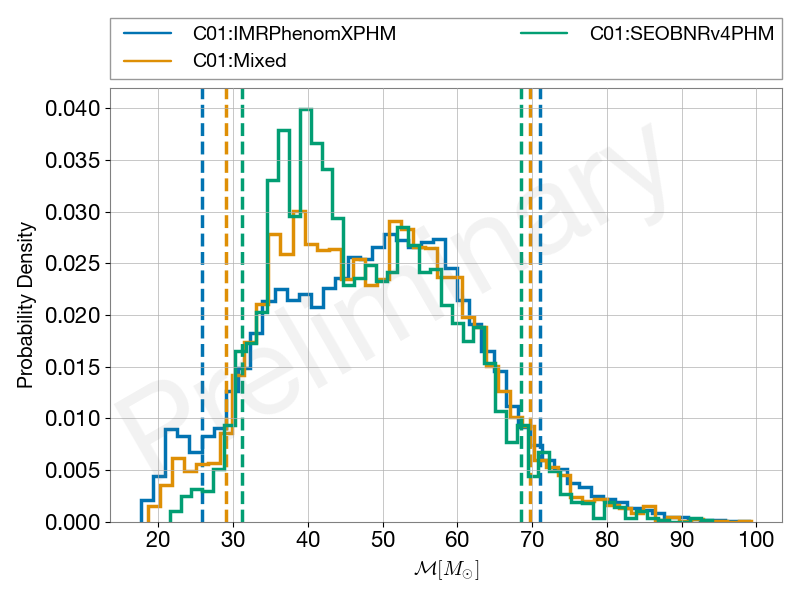 C01:IMRPhenomXPHM
C01:Mixed
C01:SEOBNRv4PHM
0.040
0.035
0.030
0.025
0.020
0.015
0.010
0.005
0.000
Probability Density
Preliminary
20 30 40 50 60 70 80 90 100
ℳ[M⊙]